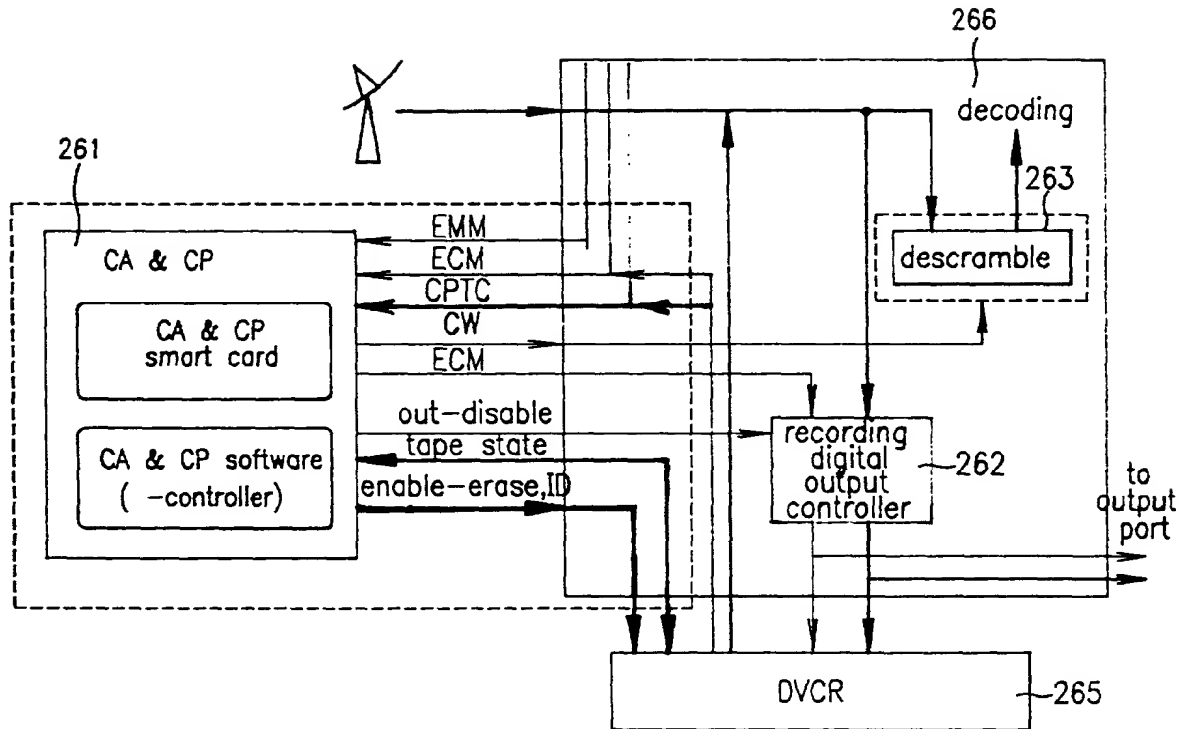 266
decoding
261
263
EMM
CA & CP
ECM
descramble
CPTC
CA & CP
smart card
CW
ECM
out-disable
tape state
recording
digital
output
controller
262
CA & CP software
( -controller)
enable-erase,ID
to
output
port
DVCR
265